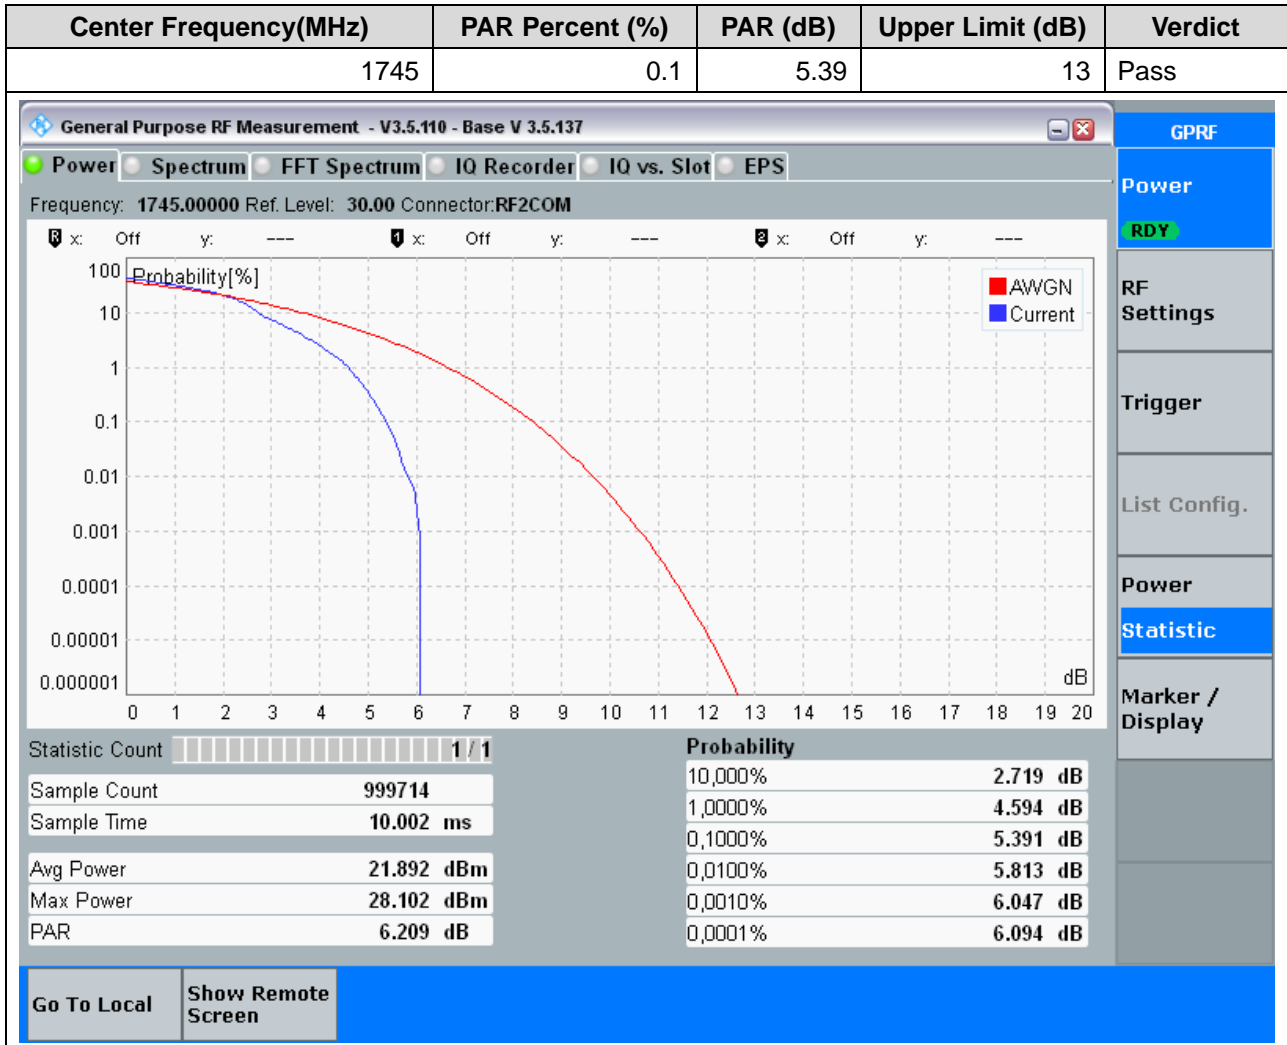 Center Frequency(MHz) PAR Percent (%) PAR (dB) Upper Limit (dB) Verdict
1745 0.1 5.39 13 Pass
General Purpose RF Measurement - V3.5.110 - Base V 3.5.137
GPRF
Power Spectrum FFT Spectrum IQ Recorder IQ vs. Slot EPS
Power
RDY
Frequency: 1745.00000 Ref. Level: 30.00 Connector:RF2COM
R x: Off y: --- 1 x: Off y: --- 2 x: Off y: ---
Probability[%]
AWGN
Current
100
10
1
0.1
0.01
0.001
0.0001
0.00001
0.000001
dB
0 1 2 3 4 5 6 7 8 9 10 11 12 13 14 15 16 17 18 19 20
RF
Settings
Trigger
List Config.
Power
Statistic
Marker /
Display
Statistic Count 1 / 1
Sample Count 999714
Sample Time 10.002 ms
Avg Power 21.892 dBm
Max Power 28.102 dBm
PAR 6.209 dB
Probability
10,000% 2.719 dB
1,0000% 4.594 dB
0,1000% 5.391 dB
0,0100% 5.813 dB
0,0010% 6.047 dB
0,0001% 6.094 dB
Go To Local
Show Remote
Screen